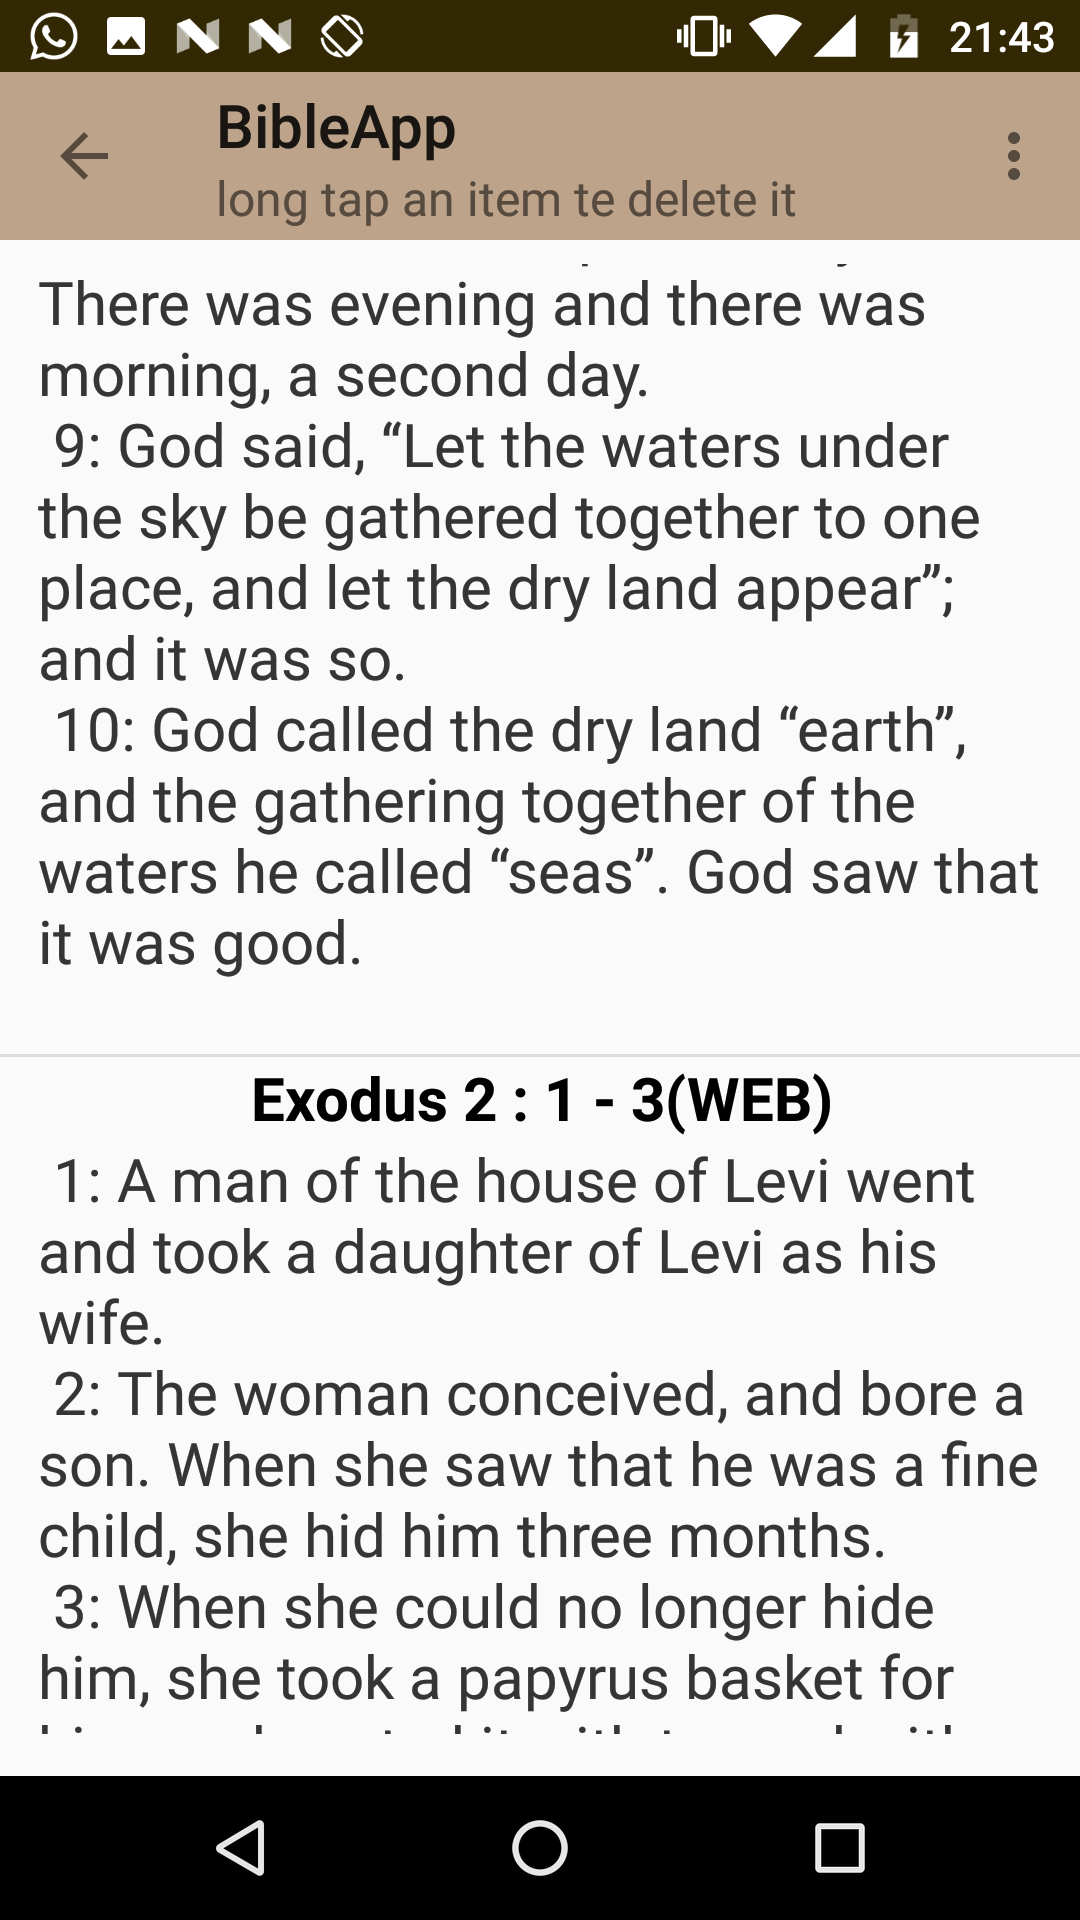 21:43
BibleApp
long tap an item te delete it
There was evening and there was
morning, a second day.
9: God said, “Let the waters under
the sky be gathered together to one
place, and let the dry land appear”;
and it was so.
10: God called the dry land “earth”,
and the gathering together of the
waters he called “seas”. God saw that
it was good.
Exodus 2 : 1 - 3(WEB)
1: A man of the house of Levi went
and took a daughter of Levi as his
wife.
2: The woman conceived, and bore a
son. When she saw that he was a fine
child, she hid him three months.
3: When she could no longer hide
him, she took a papyrus basket for